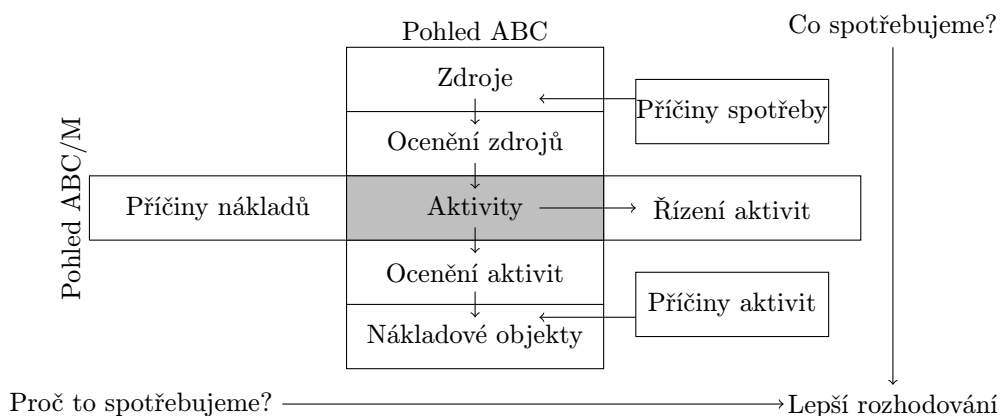 Co spotřebujeme?
Pohled ABC
Zdroje
Příčiny spotřeby
Ocenění zdrojů
Pohled ABC/M
Příčiny nákladů
Aktivity
Řízení aktivit
Ocenění aktivit
Příčiny aktivit
Nákladové objekty
Proč to spotřebujeme?
Lepší rozhodování